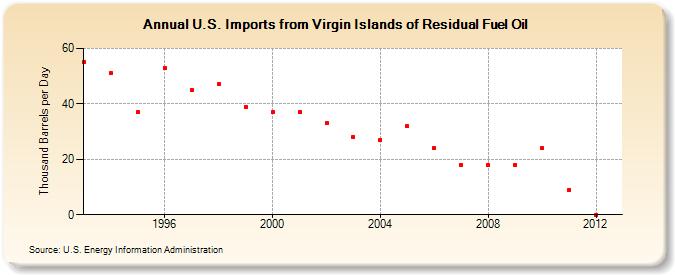 Annual U.S. Imports from Virgin Islands of Residual Fuel Oil
Thousand Barrels per Day
60
40
20
0
1996 2000 2004 2008 2012
Source: U.S. Energy Information Administration